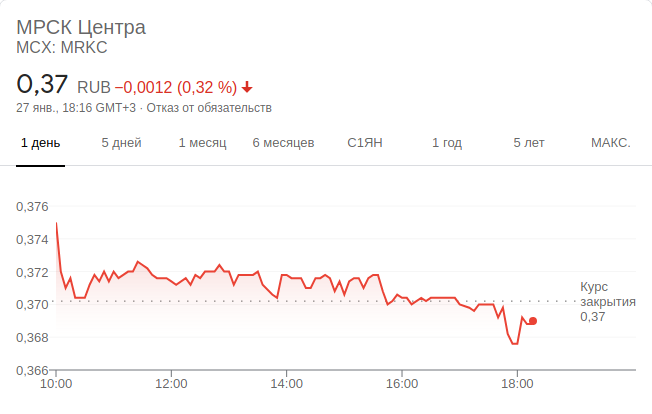 МРСК Центра
MCX: MRKC
0,37 RUB −0,0012 (0,32 %)
27 янв., 18:16 GMT+3 · Отказ от обязательств
1 день 5 дней 1 месяц 6 месяцев С1ЯН 1 год 5 лет МАКС.
0,376
0,374
0,372
0,370
0,368
0,366
Курс
закрытия
0,37
10:00 12:00 14:00 16:00 18:00